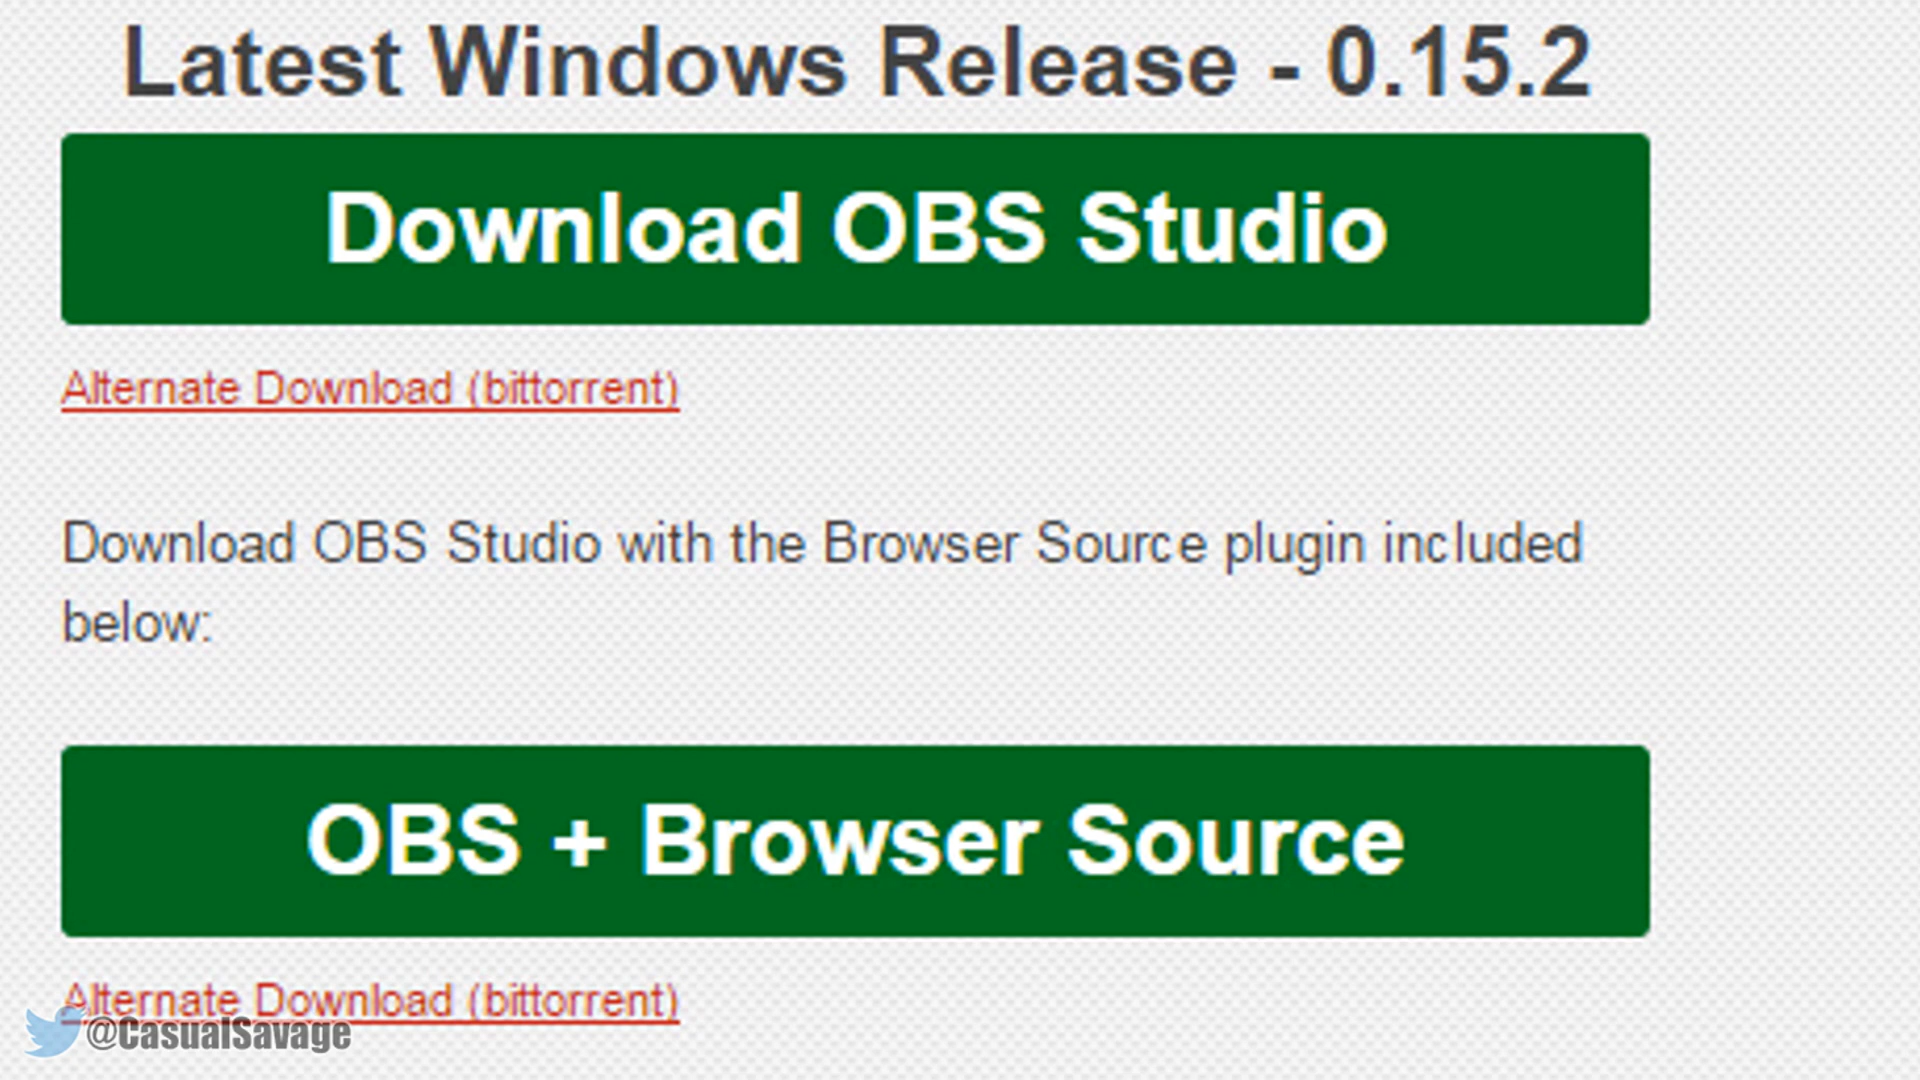 Latest Windows Release - 0.15.2
Download OBS Studio
Alternate Download (bittorrent)
Download OBS Studio with the Browser Source plugin included
below:
OBS + Browser Source
Alternate Download (bittorrent)
@CasualSavage